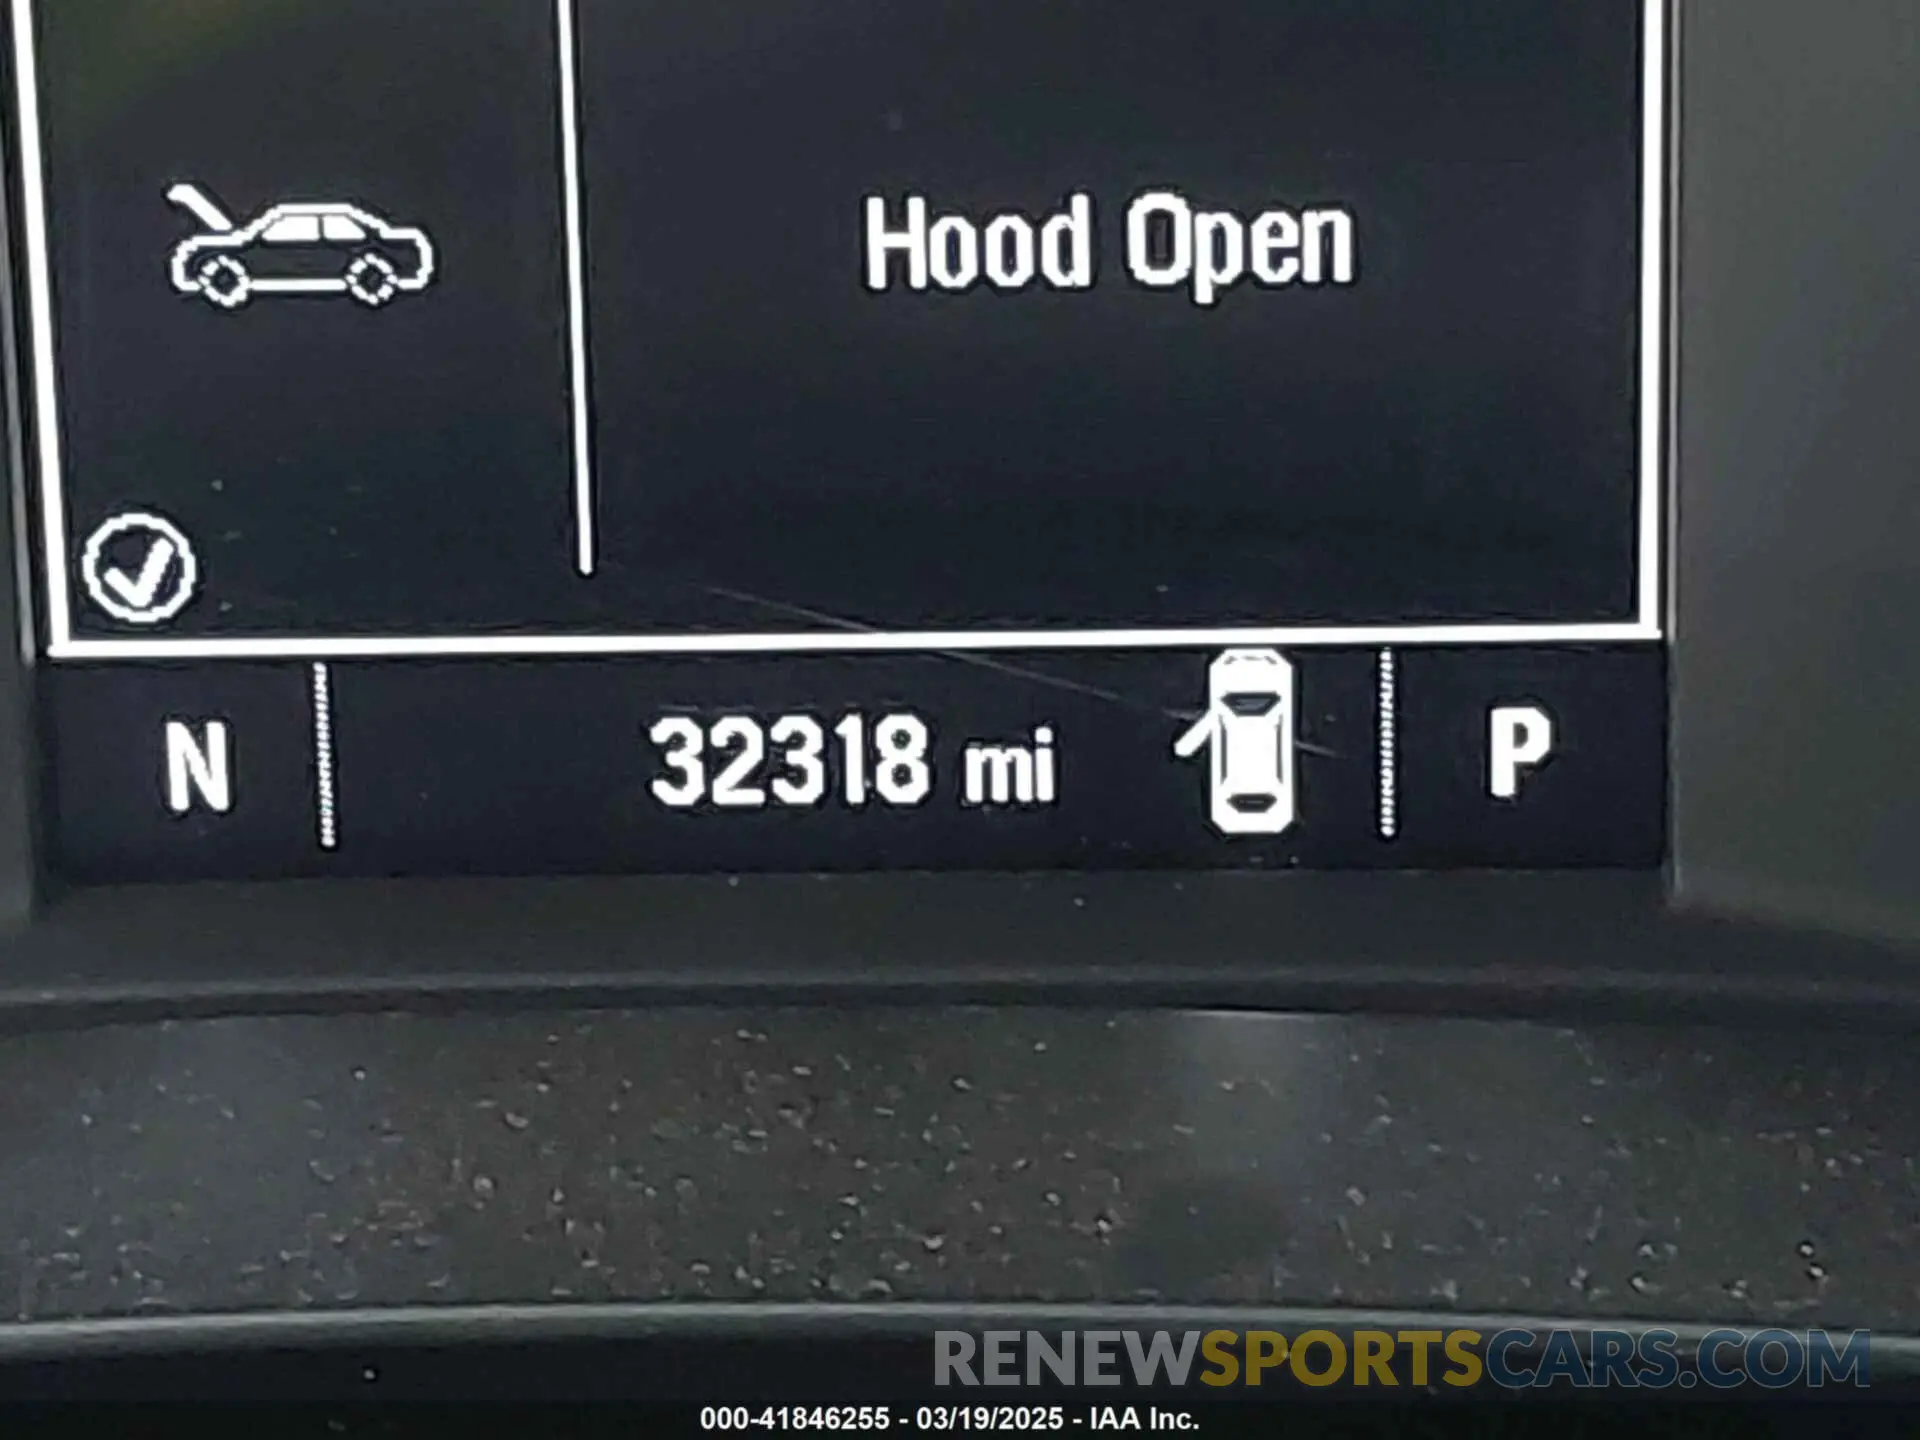 Hood Open
N 32318 mi P
RENEWSPORTSCARS.COM
000-41846255 - 03/19/2025 - IAA Inc.